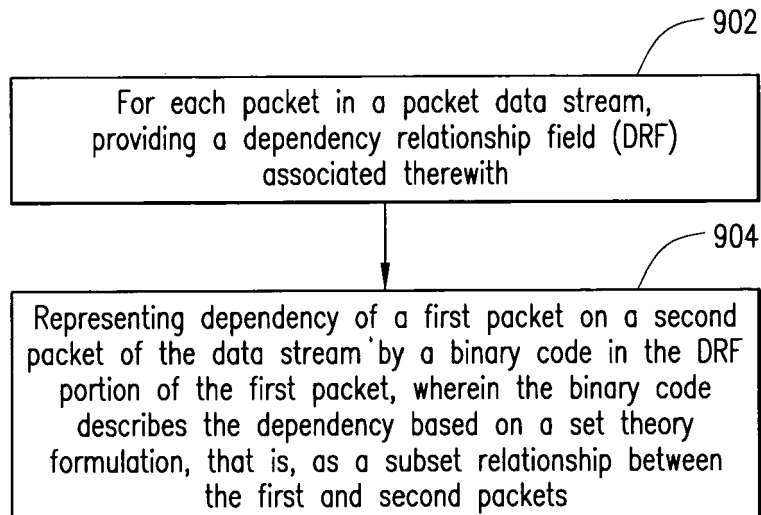 902
For each packet in a packet data stream,
providing a dependency relationship field (DRF)
associated therewith
904
Representing dependency of a first packet on a second
packet of the data stream by a binary code in the DRF
portion of the first packet, wherein the binary code
describes the dependency based on a set theory
formulation, that is, as a subset relationship between
the first and second packets